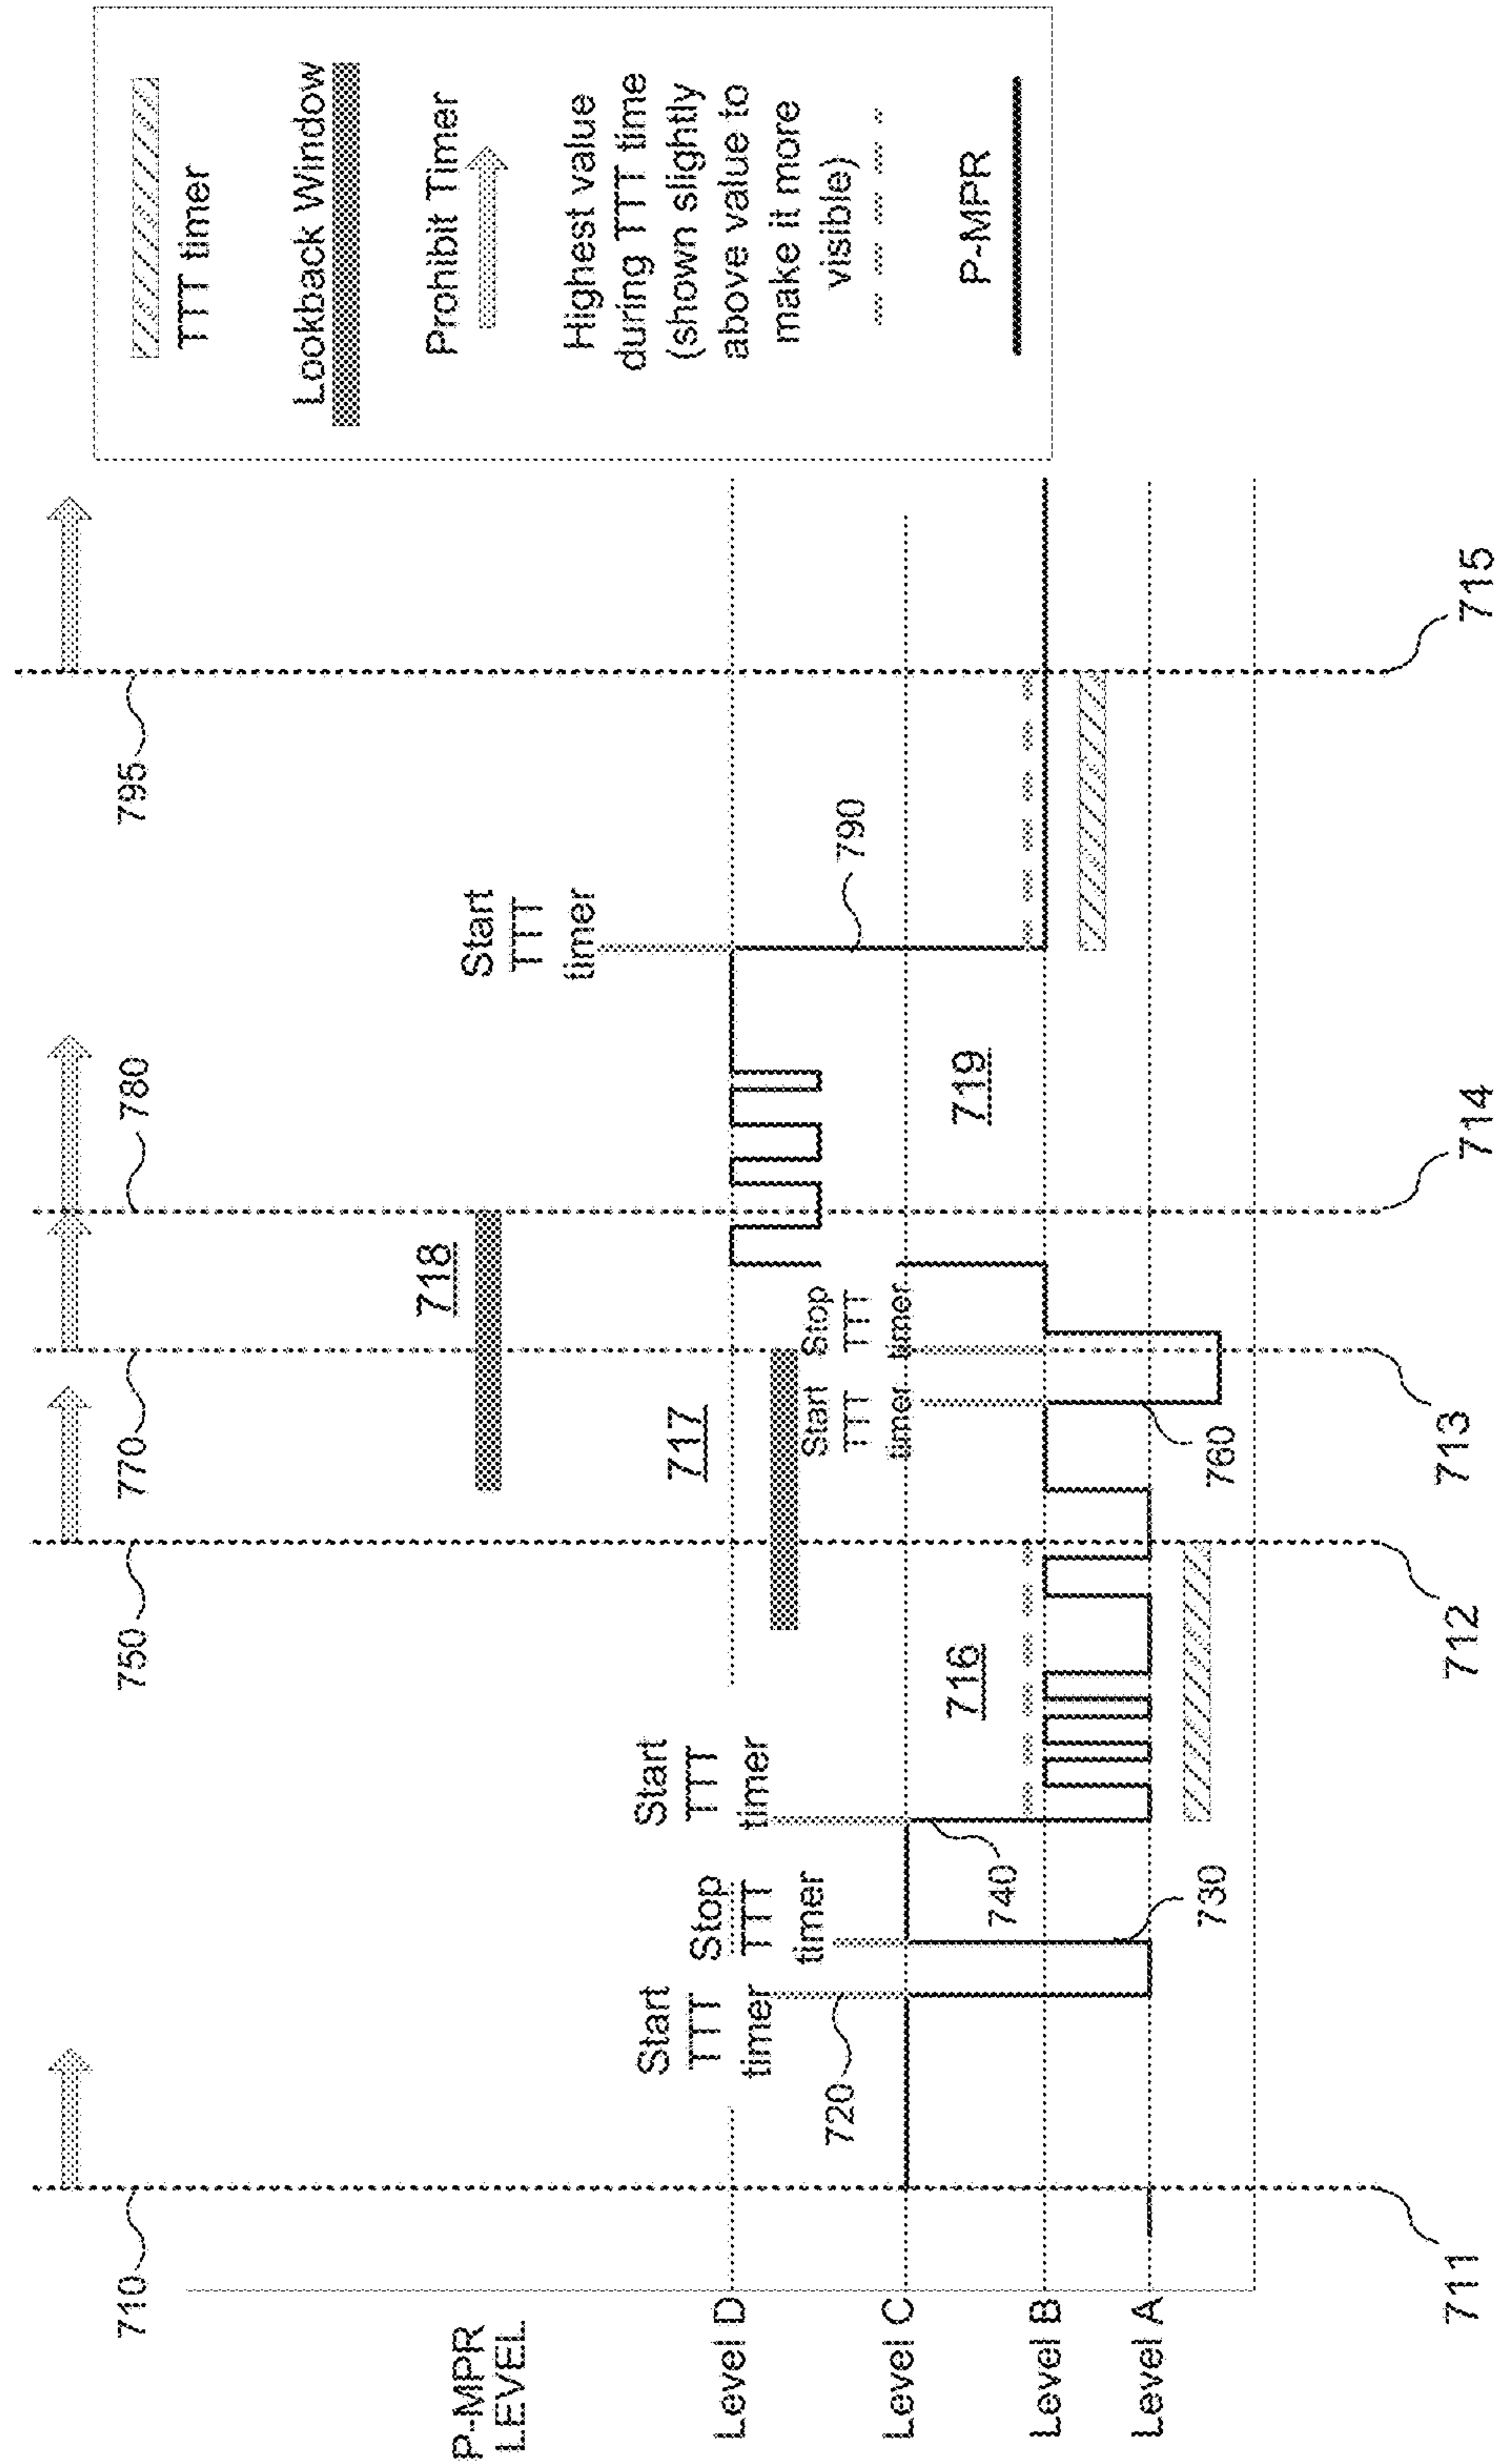 710
750
770
780
795
P-MPR
LEVEL
718
Start
TTT
timer
Start
TTT
timer
Stop
TTT
timer
Start
TTT
timer
717
Start
TTT
timer
Stop
TTT
timer
790
720
740
716
719
730
760
Level D
Level C
Level B
Level A
711
712
713
714
715
TTT timer
Lookback Window
Prohibit Timer
Highest value
during TTT time
(shown slightly
above value to
make it more
visible)
P-MPR